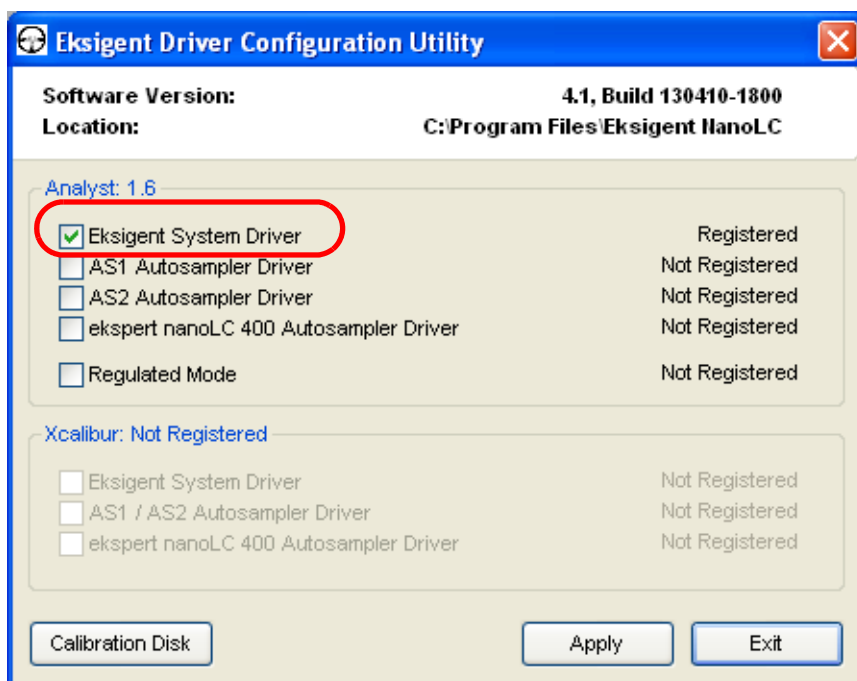 Eksigent Driver Configuration Utility
Software Version: 4.1, Build 130410-1800
Location: C:\Program Files\Eksigent NanoLC
Analyst: 1.6
Eksigent System Driver Registered
AS1 Autosampler Driver Not Registered
AS2 Autosampler Driver Not Registered
ekspert nanoLC 400 Autosampler Driver Not Registered
Regulated Mode Not Registered
Xcalibur: Not Registered
Eksigent System Driver Not Registered
AS1 / AS2 Autosampler Driver Not Registered
ekspert nanoLC 400 Autosampler Driver Not Registered
Calibration Disk Apply Exit